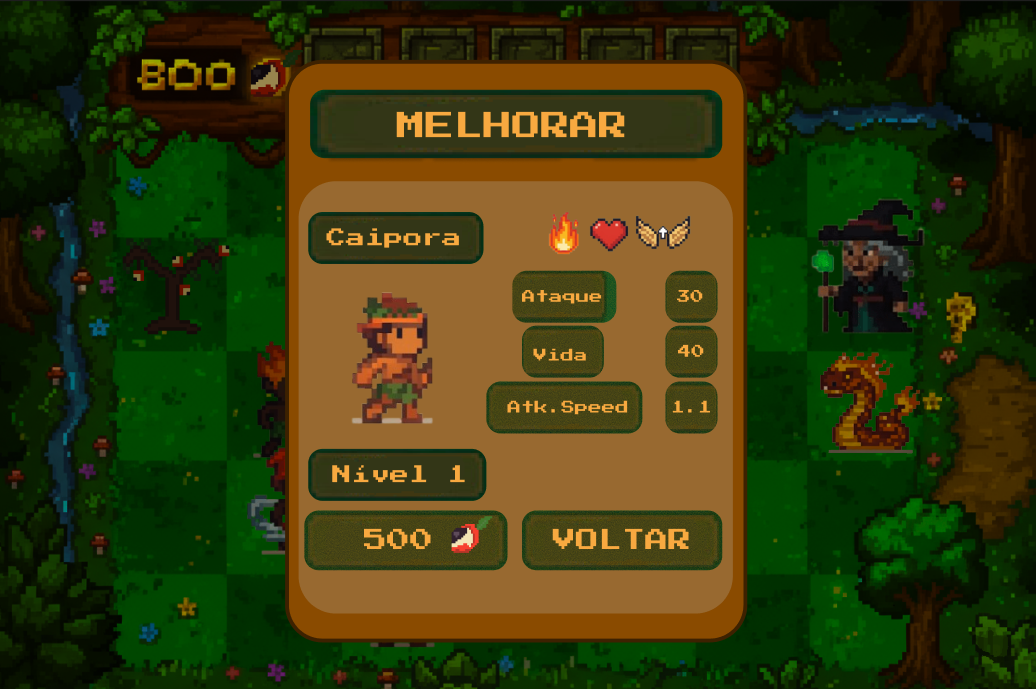 800
MELHORAR
Caipora
Ataque 30
Vida 40
Atk.Speed 1.1
Nível 1
500 VOLTAR